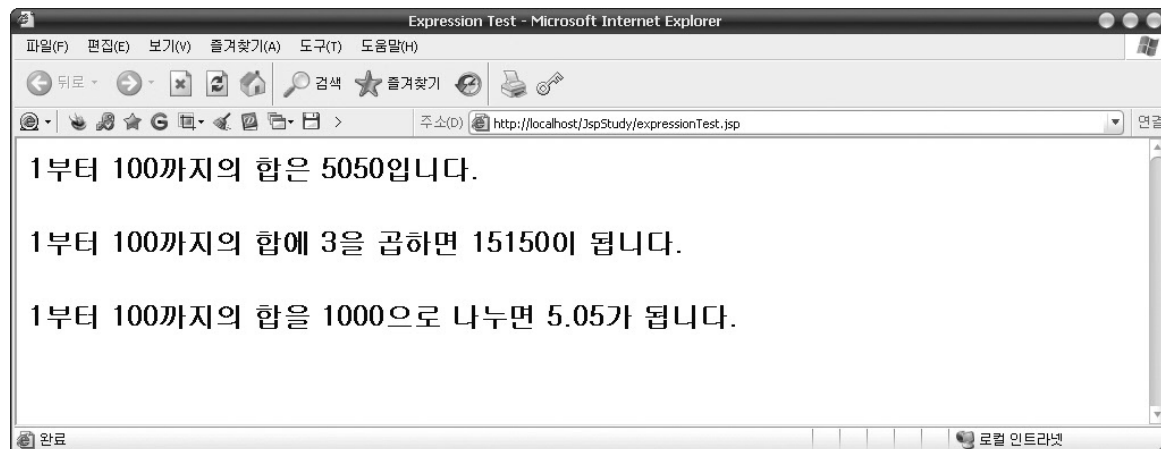 Expression Test - Microsoft Internet Explorer
파일(F) 편집(E) 보기(V) 즐겨찾기(A) 도구(T) 도움말(H)
뒤로 검색 즐겨찾기
주소(D) http://localhost/JspStudy/expressionTest.jsp 연결
1부터 100까지의 합은 5050입니다.
1부터 100까지의 합에 3을 곱하면 15150이 됩니다.
1부터 100까지의 합을 1000으로 나누면 5.05가 됩니다.
완료 로컬 인트라넷